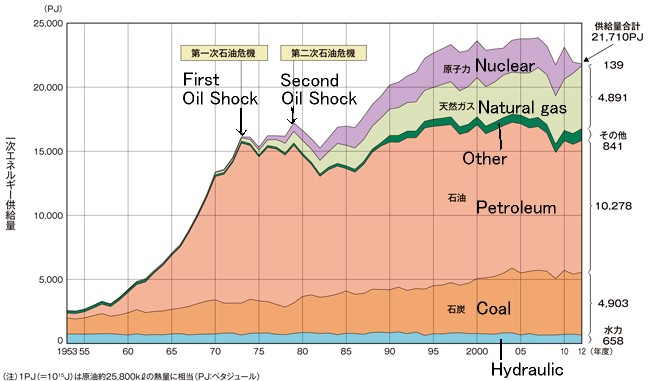 (PJ)
25,000
20,000
15,000
10,000
5,000
0
一次エネルギー供給量
第一次石油危機
第二次石油危機
First
Oil Shock
Second
Oil Shock
原子力 Nuclear
天然ガス Natural gas
Other
石油
Petroleum
石炭 Coal
Hydraulic
供給量合計
21,710PJ
139
4,891
その他
841
10,278
4,903
水力
658
1953 55 60 65 70 75 80 85 90 95 2000 05 10 12 (年度)
(注)1PJ(=10¹⁵J)は原油約25,800kℓの熱量に相当(PJ:ペタジュール)